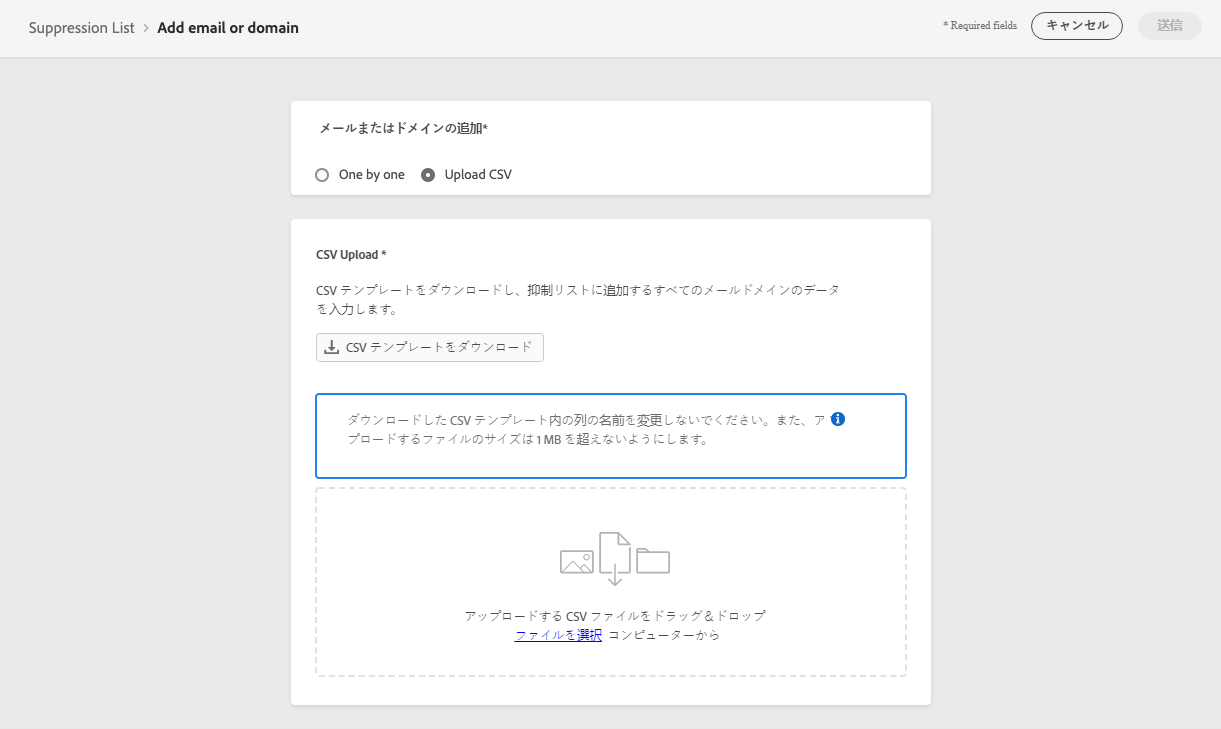 Suppression List > Add email or domain
* Required fields
キャンセル
送信
メールまたはドメインの追加*
One by one
Upload CSV
CSV Upload *
CSV テンプレートをダウンロードし、抑制リストに追加するすべてのメールドメインのデータ
を入力します。
CSV テンプレートをダウンロード
ダウンロードした CSV テンプレート内の列の名前を変更しないでください。また、ア
プロードするファイルのサイズは 1 MB を超えないようにします。
アップロードする CSV ファイルをドラッグ＆ドロップ
ファイルを選択 コンピューターから